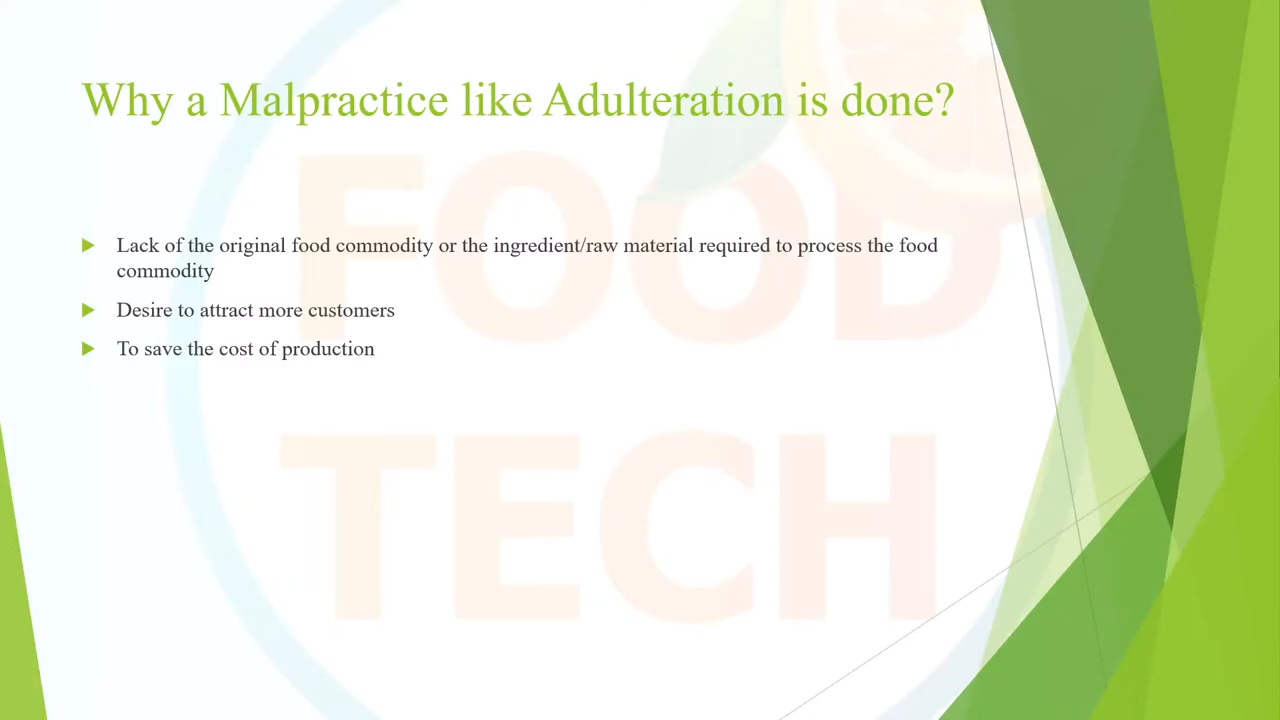 Why a Malpractice like Adulteration is done?
Lack of the original food commodity or the ingredient/raw material required to process the food
commodity
Desire to attract more customers
To save the cost of production
FOOD
TECH